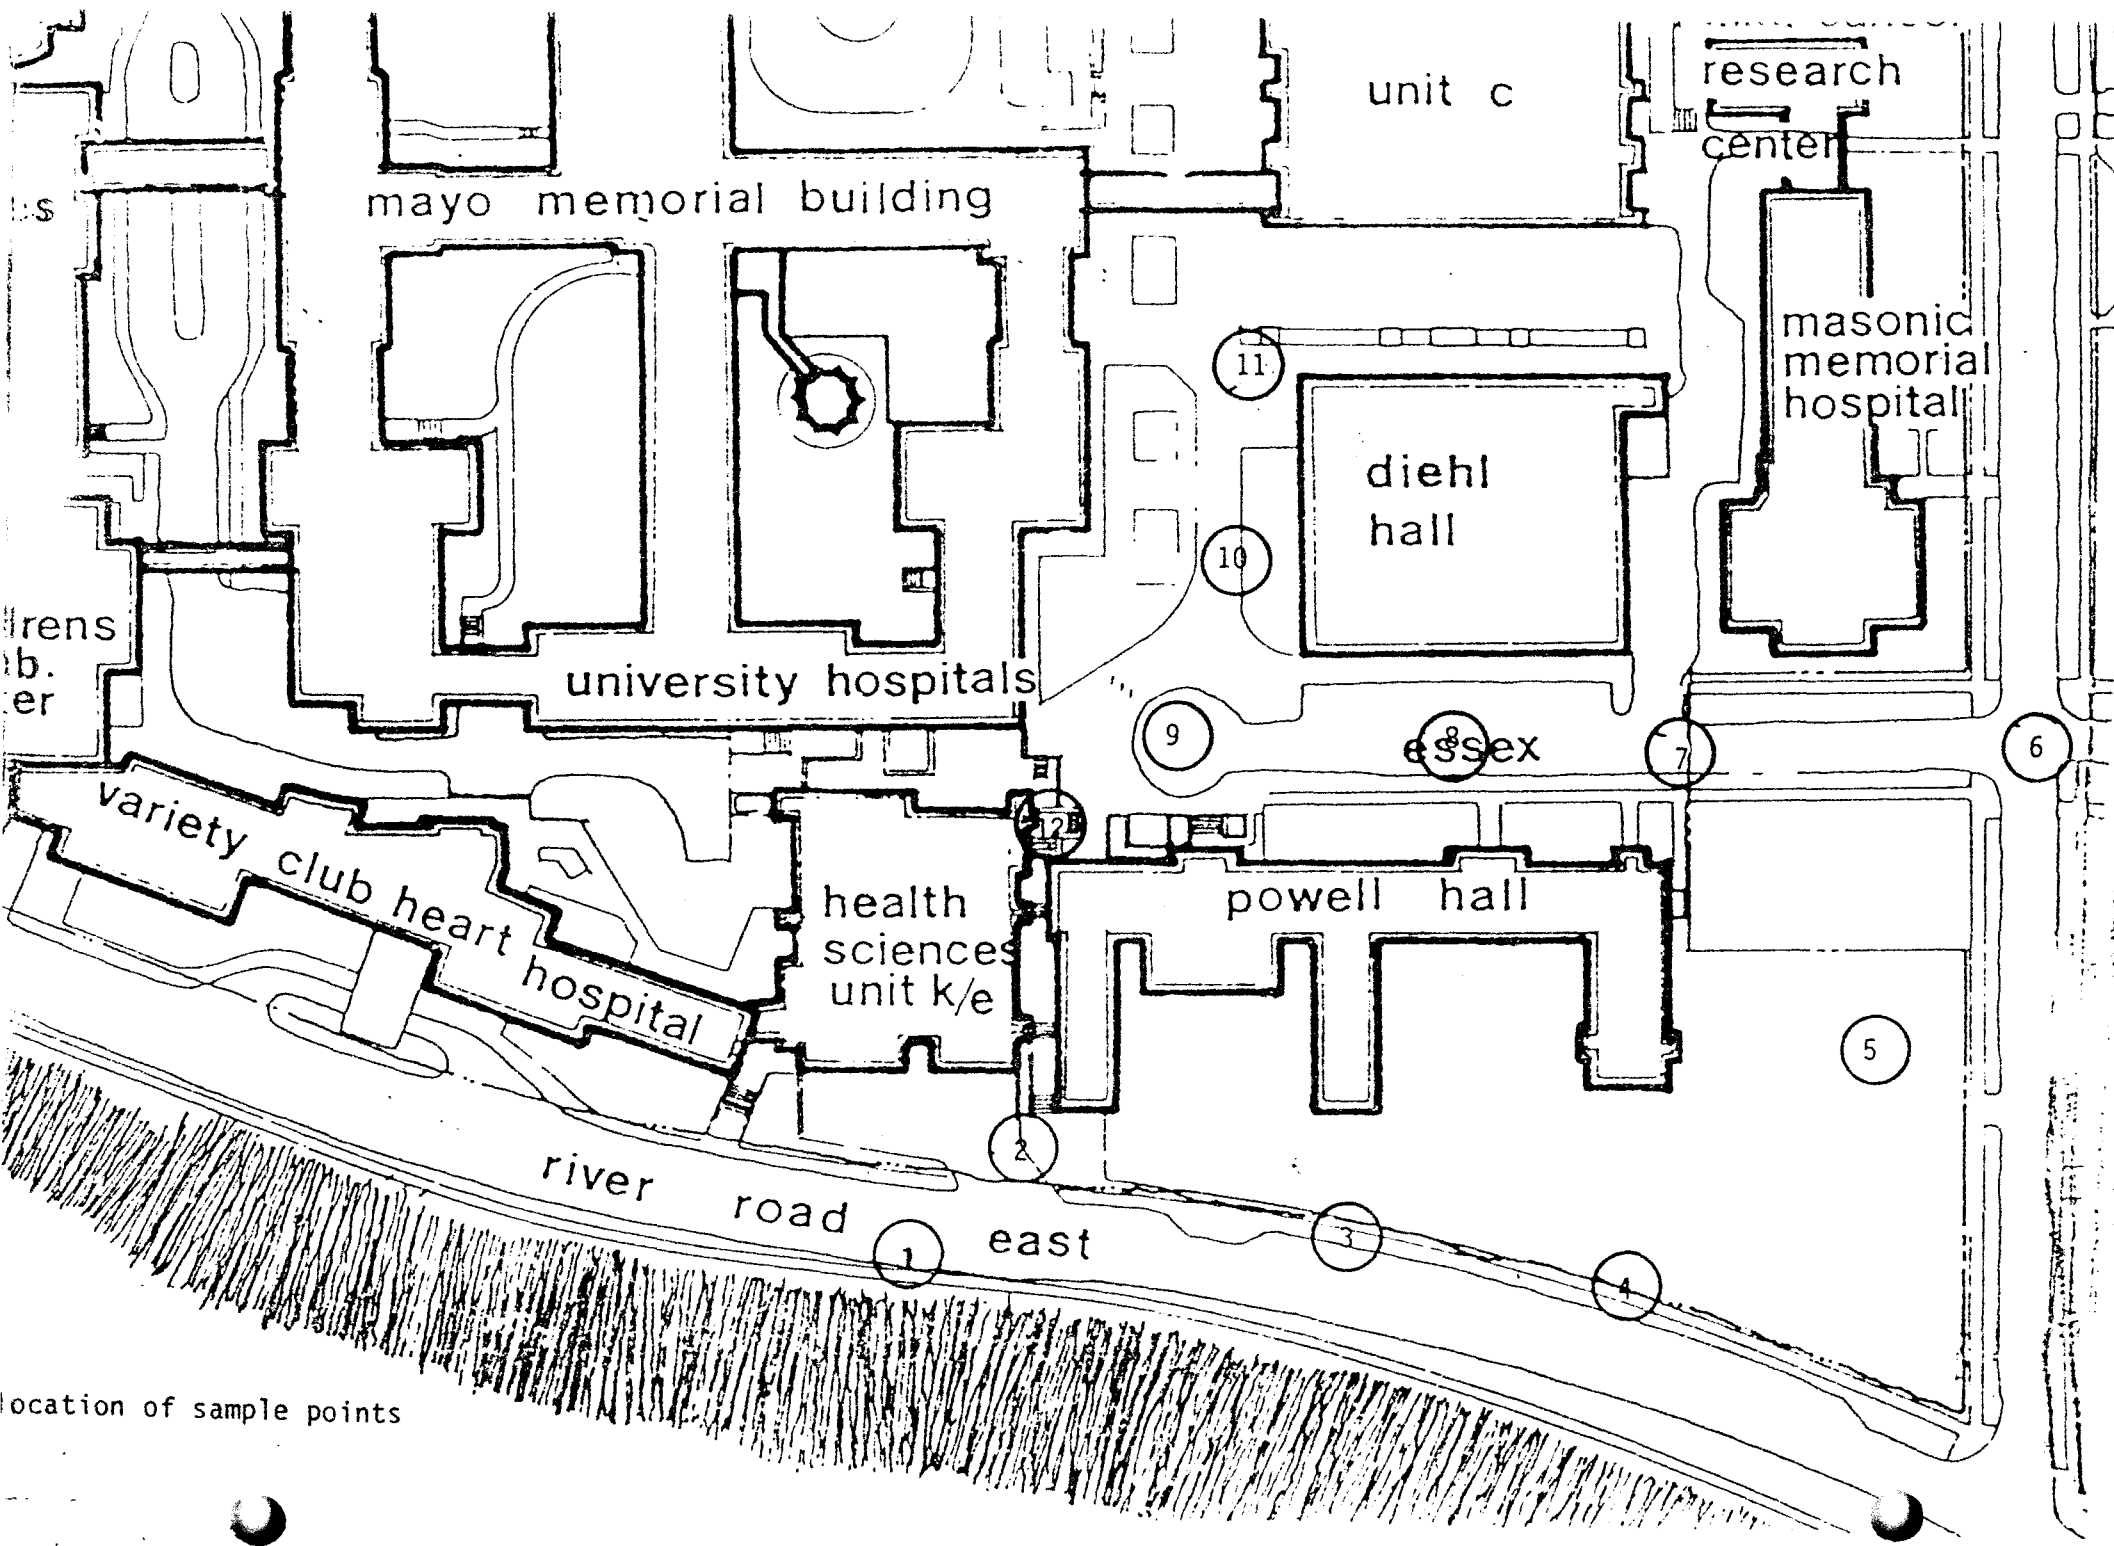 research
center
unit c
mayo memorial building
masonic
memorial
hospital
11
diehl
hall
10
university hospitals
9
8
essex
7
6
variety club heart hospital
12
health
sciences
unit k/e
powell hall
5
2
river road east
1
3
4
location of sample points